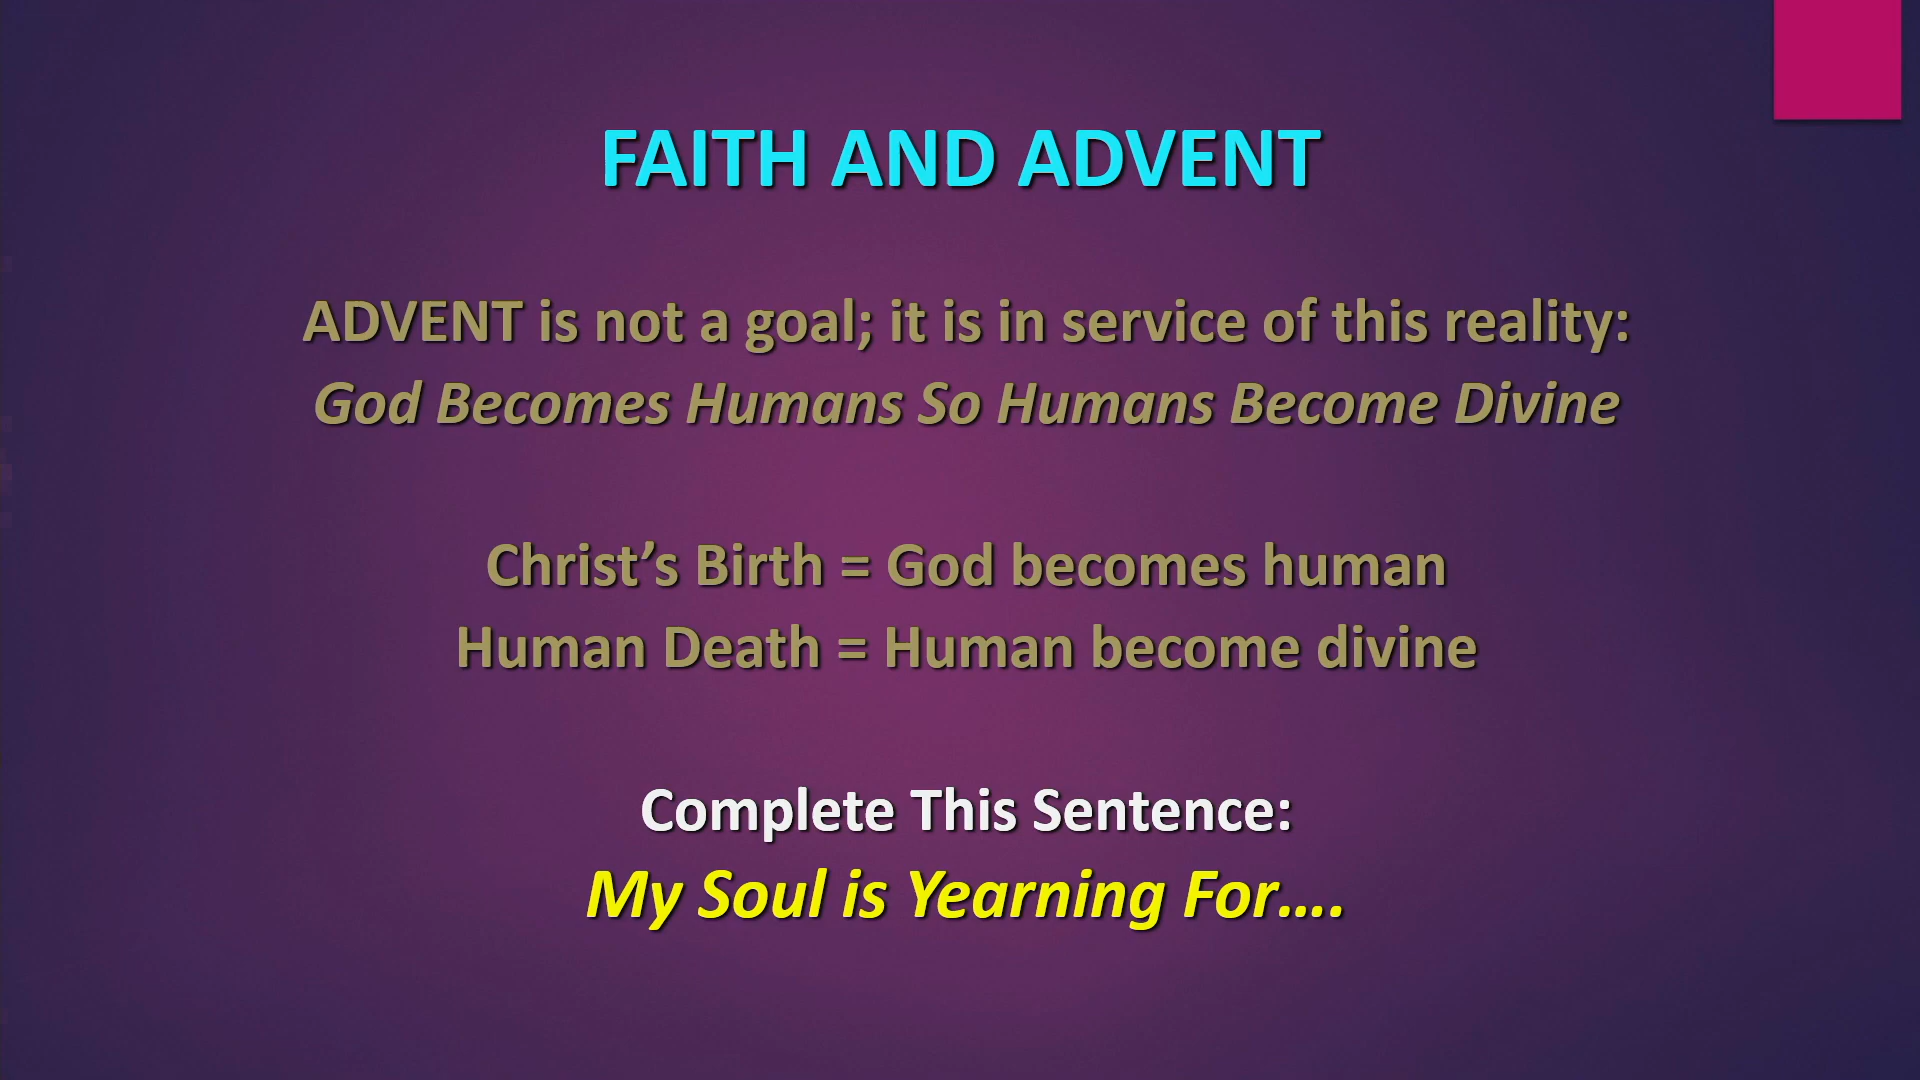 FAITH AND ADVENT
ADVENT is not a goal; it is in service of this reality:
God Becomes Humans So Humans Become Divine
Christ’s Birth = God becomes human
Human Death = Human become divine
Complete This Sentence:
My Soul is Yearning For….